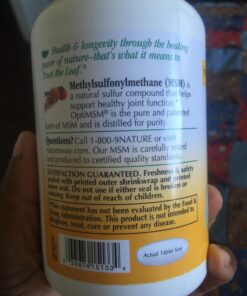 Health & longevity through the healing
power of nature–that's what it means to
Trust the Leaf.®
Methylsulfonylmethane (MSM) is
a natural sulfur compound that helps
support healthy joint function.*
OptiMSM® is the pure and patented
form of MSM and is distilled for purity.
Questions? Call 1-800-9NATURE or visit
naturesway.com. Our MSM is carefully tested
and produced to certified quality standards.
SATISFACTION GUARANTEED. Freshness & safety
sealed with printed outer shrinkwrap and printed
inner seal. Do not use if either seal is broken or
missing. Keep out of reach of children.
*This statement has not been evaluated by the Food &
Drug Administration. This product is not intended to
diagnose, treat, cure or prevent any disease.
Actual Tablet Size